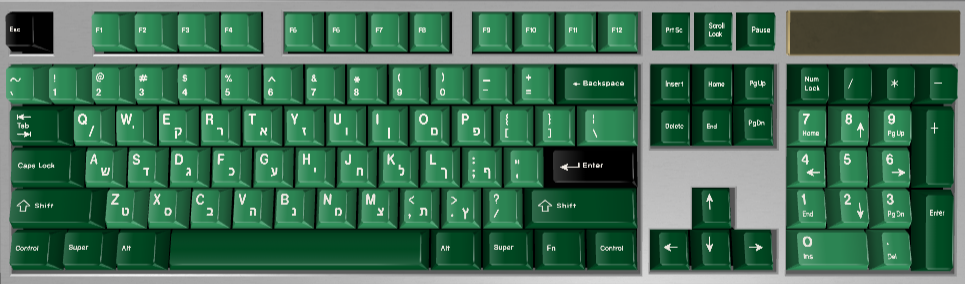 Esc F1 F2 F3 F4 F5 F6 F7 F8 F9 F10 F11 F12 Prt Sc Scroll Lock Pause
~ ` ! 1 @ 2 # 3 $ 4 % 5 ^ 6 & 7 * 8 ( 9 ) 0 _ - + = ← Backspace Insert Home PgUp Num Lock / * -
Tab Q / W ' E ק R ר T א Y ט U ו I ן O ם P פ { [ } ] | \ Delete End PgDn 7 Home 8 ↑ 9 PgUp +
Caps Lock A ש S ד D ג F כ G ע H י J ח K ל L ך : ; ף " ' , Enter 4 ← 5 6 →
Shift Z ז X ס C ב V ה B נ N מ M צ < , ת > . ץ ? / Shift ↑ 1 End 2 ↓ 3 PgDn Enter
Control Super Alt Alt Super Fn Control ← ↓ → 0 Ins . Del